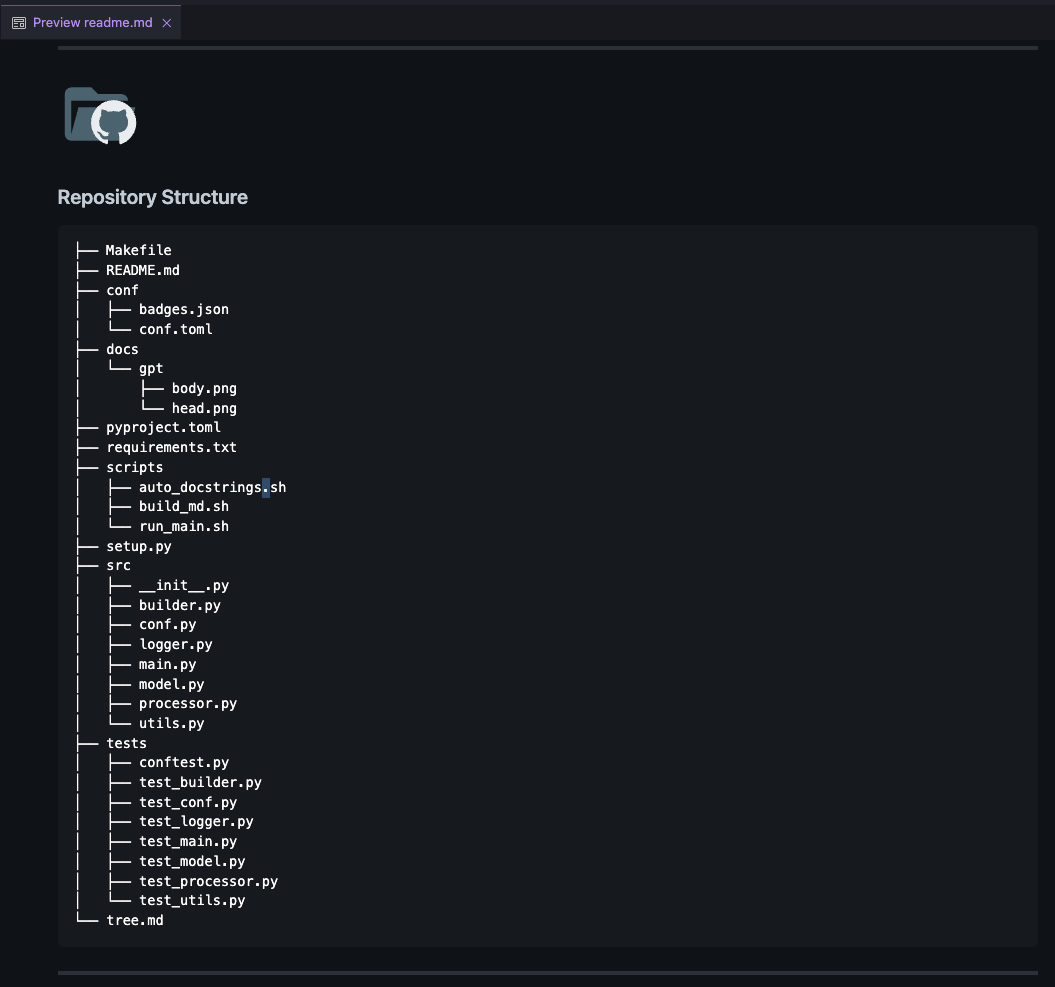 Preview readme.md
Repository Structure
├── Makefile
├── README.md
├── conf
│   ├── badges.json
│   └── conf.toml
├── docs
│   └── gpt
│       ├── body.png
│       └── head.png
├── pyproject.toml
├── requirements.txt
├── scripts
│   ├── auto_docstrings.sh
│   ├── build_md.sh
│   └── run_main.sh
├── setup.py
├── src
│   ├── __init__.py
│   ├── builder.py
│   ├── conf.py
│   ├── logger.py
│   ├── main.py
│   ├── model.py
│   ├── processor.py
│   └── utils.py
├── tests
│   ├── conftest.py
│   ├── test_builder.py
│   ├── test_conf.py
│   ├── test_logger.py
│   ├── test_main.py
│   ├── test_model.py
│   ├── test_processor.py
│   └── test_utils.py
└── tree.md